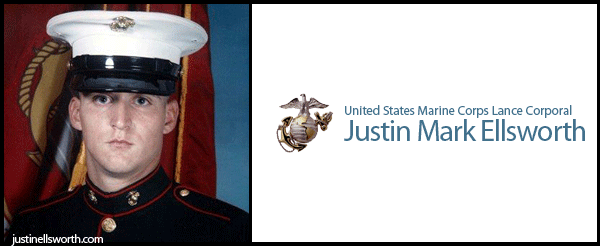 United States Marine Corps Lance Corporal
Justin Mark Ellsworth
justinellsworth.com